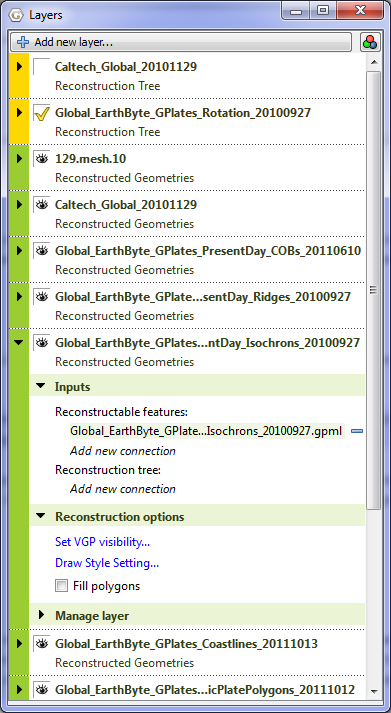 Layers
Add new layer...
Caltech_Global_20101129
Reconstruction Tree
Global_EarthByte_GPlates_Rotation_20100927
Reconstruction Tree
129.mesh.10
Reconstructed Geometries
Caltech_Global_20101129
Reconstructed Geometries
Global_EarthByte_GPlates_PresentDay_COBs_20110610
Reconstructed Geometries
Global_EarthByte_GPlate...sentDay_Ridges_20100927
Reconstructed Geometries
Global_EarthByte_GPlates...ntDay_Isochrons_20100927
Reconstructed Geometries
Inputs
Reconstructable features:
Global_EarthByte_GPlate...Isochrons_20100927.gpml
Add new connection
Reconstruction tree:
Add new connection
Reconstruction options
Set VGP visibility...
Draw Style Setting...
Fill polygons
Manage layer
Global_EarthByte_GPlates_Coastlines_20111013
Reconstructed Geometries
Global_EarthByte_GPlates...icPlatePolygons_20111012